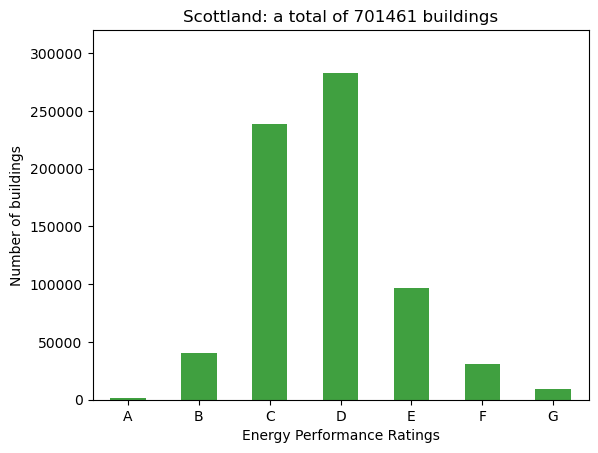 Scottland: a total of 701461 buildings
300000
250000
200000
150000
100000
50000
0
Number of buildings
A B C D E F G
Energy Performance Ratings